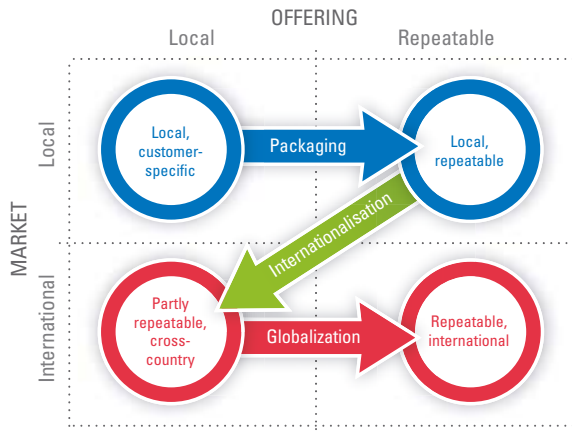 OFFERING
Local
Repeatable
MARKET
Local
Local,
customer-
specific
Packaging
Local,
repeatable
Internationalisation
International
Partly
repeatable,
cross-
country
Globalization
Repeatable,
international